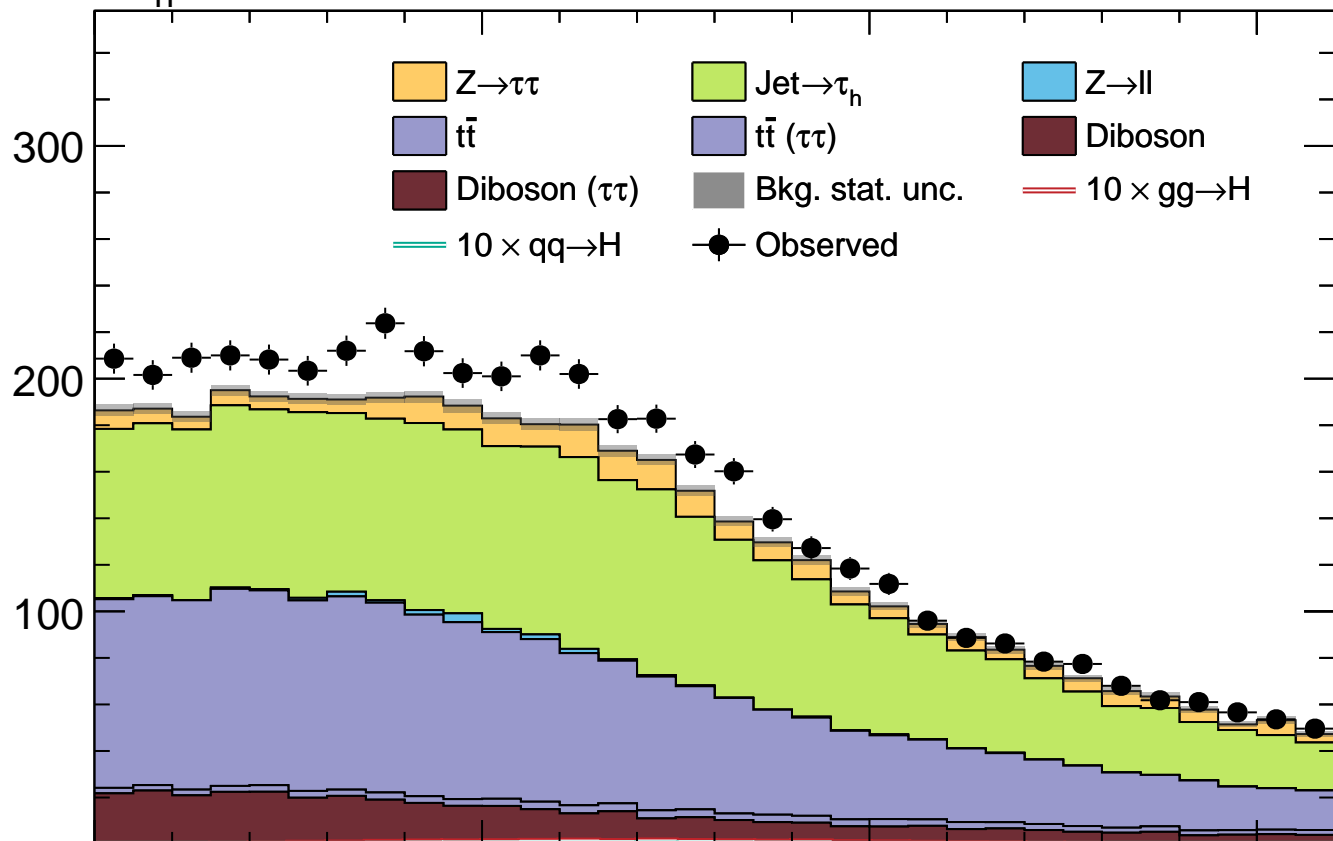 Z→ττ Jet→τh Z→ll
300 tt̄ tt̄ (ττ) Diboson
Diboson (ττ) Bkg. stat. unc. 10 × gg→H
10 × qq→H Observed
200
100